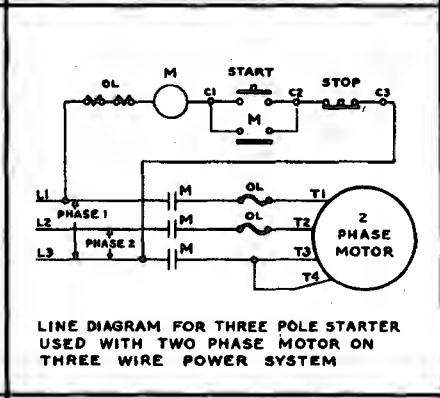 OL M C1 START C2 STOP C3
M
L1 M OL T1
PHASE 1
L2 M OL T2
PHASE 2
L3 M T3
T4
2
PHASE
MOTOR
LINE DIAGRAM FOR THREE POLE STARTER
USED WITH TWO PHASE MOTOR ON
THREE WIRE POWER SYSTEM